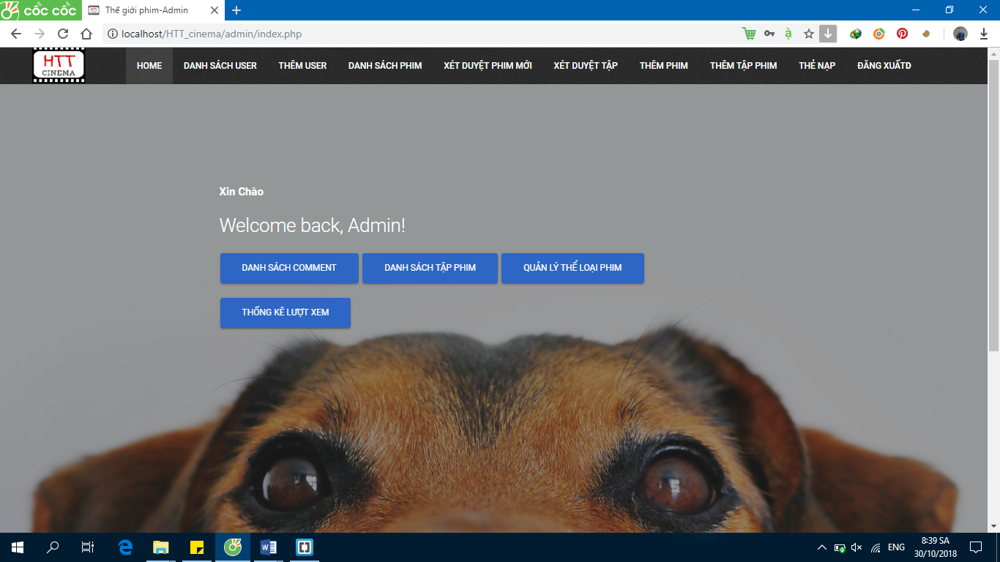 cốc cốc
Thế giới phim-Admin
localhost/HTT_cinema/admin/index.php
HTT
CINEMA
HOME DANH SÁCH USER THÊM USER DANH SÁCH PHIM XÉT DUYỆT PHIM MỚI XÉT DUYỆT TẬP THÊM PHIM THÊM TẬP PHIM THẺ NẠP ĐĂNG XUẤTD
Xin Chào
Welcome back, Admin!
DANH SÁCH COMMENT DANH SÁCH TẬP PHIM QUẢN LÝ THỂ LOẠI PHIM
THỐNG KÊ LƯỢT XEM
ENG
8:39 SA
30/10/2018